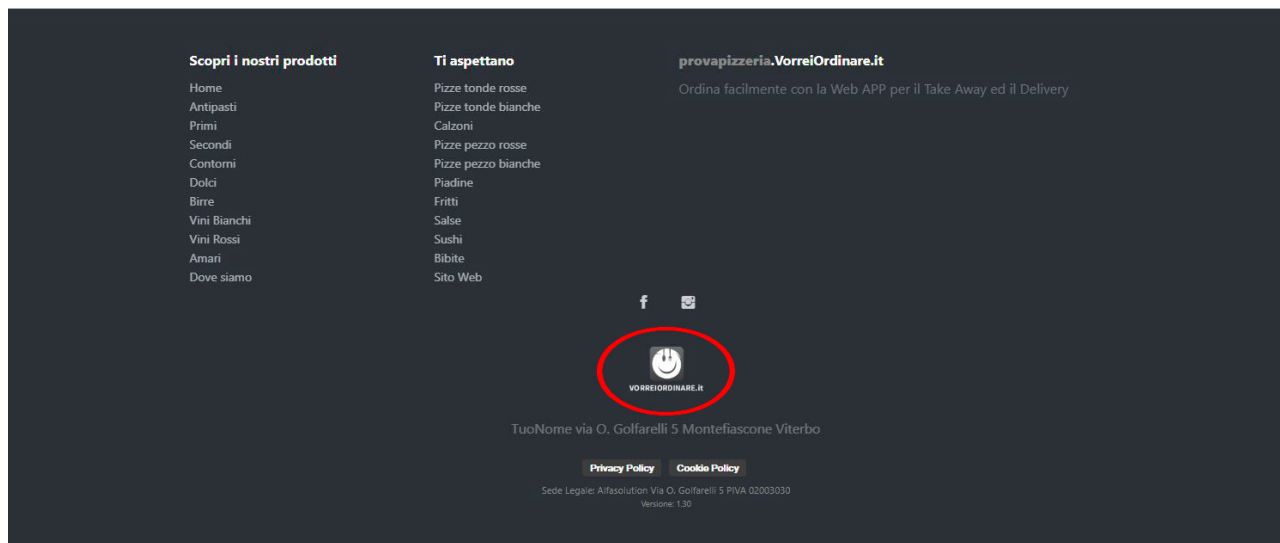 Scopri i nostri prodotti
Home
Antipasti
Primi
Secondi
Contorni
Dolci
Birre
Vini Bianchi
Vini Rossi
Amari
Dove siamo
Ti aspettano
Pizze tonde rosse
Pizze tonde bianche
Calzoni
Pizze pezzo rosse
Pizze pezzo bianche
Piadine
Fritti
Salse
Sushi
Bibite
Sito Web
provapizzeria.VorreiOrdinare.it
Ordina facilmente con la Web APP per il Take Away ed il Delivery
VORREIORDINARE.it
TuoNome via O. Golfarelli 5 Montefiascone Viterbo
Privacy Policy Cookie Policy
Sede Legale: Alfasolution Via O. Golfarelli 5 PIVA 02003030
Versione: 1.30